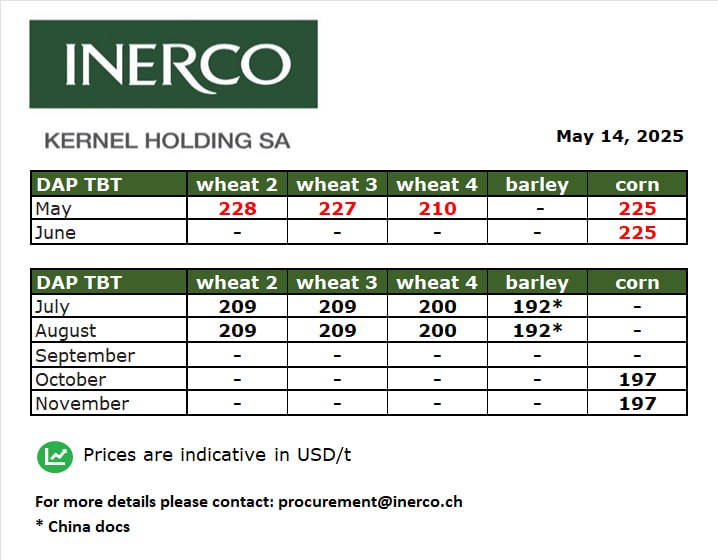 INERCO
KERNEL HOLDING SA
May 14, 2025
DAP TBT wheat 2 wheat 3 wheat 4 barley corn
May 228 227 210 - 225
June - - - - 225
DAP TBT wheat 2 wheat 3 wheat 4 barley corn
July 209 209 200 192* -
August 209 209 200 192* -
September - - - - -
October - - - - 197
November - - - - 197
Prices are indicative in USD/t
For more details please contact: procurement@inerco.ch
* China docs